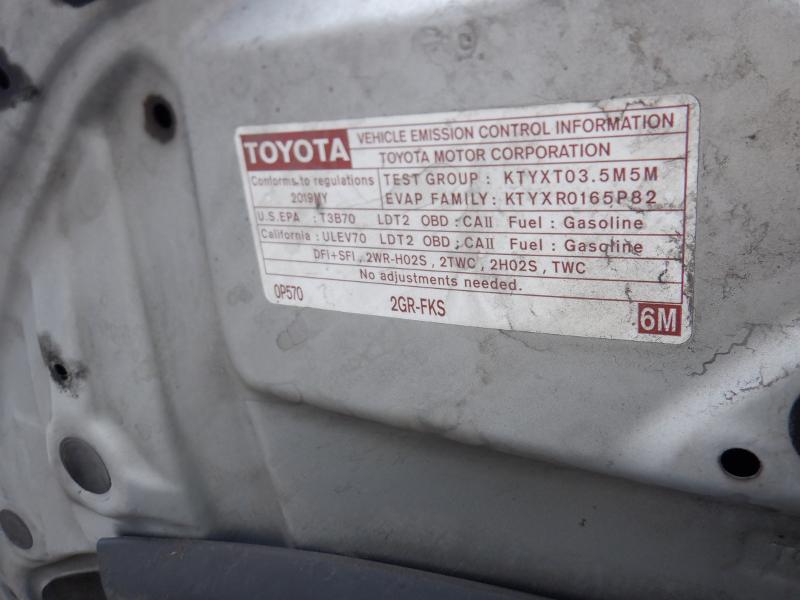 TOYOTA
VEHICLE EMISSION CONTROL INFORMATION
TOYOTA MOTOR CORPORATION
Conforms to regulations
2019MY
TEST GROUP : KTYXT03.5M5M
EVAP FAMILY: KTYXR0165P82
U.S.EPA : T3B70 LDT2 OBD : CAII Fuel : Gasoline
California : ULEV70 LDT2 OBD : CAII Fuel : Gasoline
DFI+SFI , 2WR-HO2S , 2TWC , 2HO2S , TWC
No adjustments needed.
0P570
2GR-FKS
6M